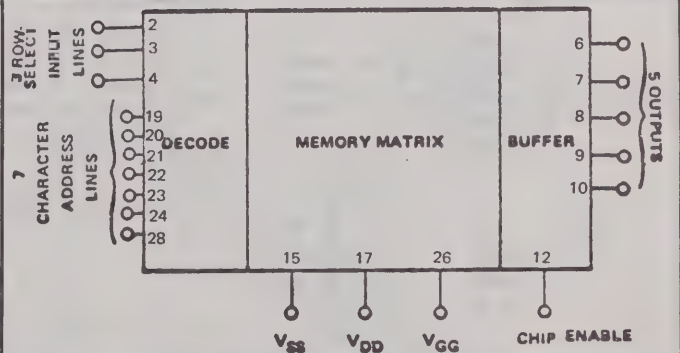 3 ROW-
SELECT
INPUT
LINES
2
3
4
7
CHARACTER
ADDRESS
LINES
19
20
21
22
23
24
28
DECODE
MEMORY MATRIX
BUFFER
6
7
8
9
10
5 OUTPUTS
15
17
26
12
VSS
VDD
VGG
CHIP ENABLE